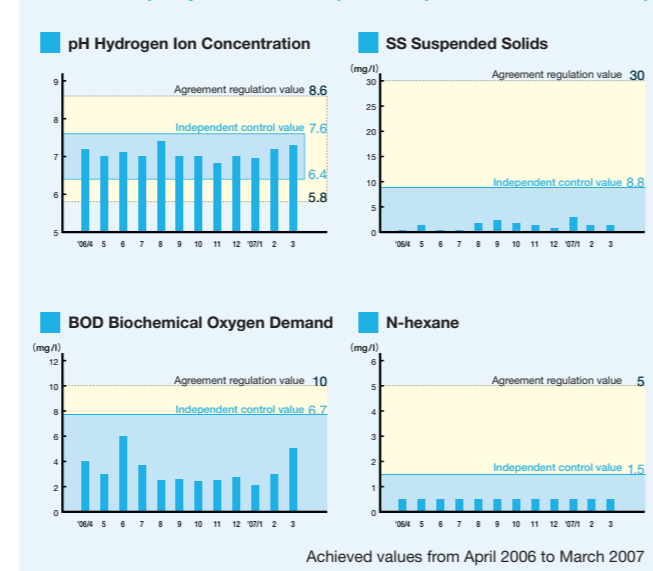 pH Hydrogen Ion Concentration
9
8
7
6
5
Agreement regulation value 8.6
Independent control value 7.6
6.4
5.8
'06/4 5 6 7 8 9 10 11 12 '07/1 2 3
SS Suspended Solids
(mg/l)
30
25
20
15
10
5
0
Agreement regulation value 30
Independent control value 8.8
'06/4 5 6 7 8 9 10 11 12 '07/1 2 3
BOD Biochemical Oxygen Demand
(mg/l)
12
10
8
6
4
2
0
Agreement regulation value 10
Independent control value 6.7
'06/4 5 6 7 8 9 10 11 12 '07/1 2 3
N-hexane
(mg/l)
6
5
4
3
2
1
0
Agreement regulation value 5
Independent control value 1.5
'06/4 5 6 7 8 9 10 11 12 '07/1 2 3
Achieved values from April 2006 to March 2007